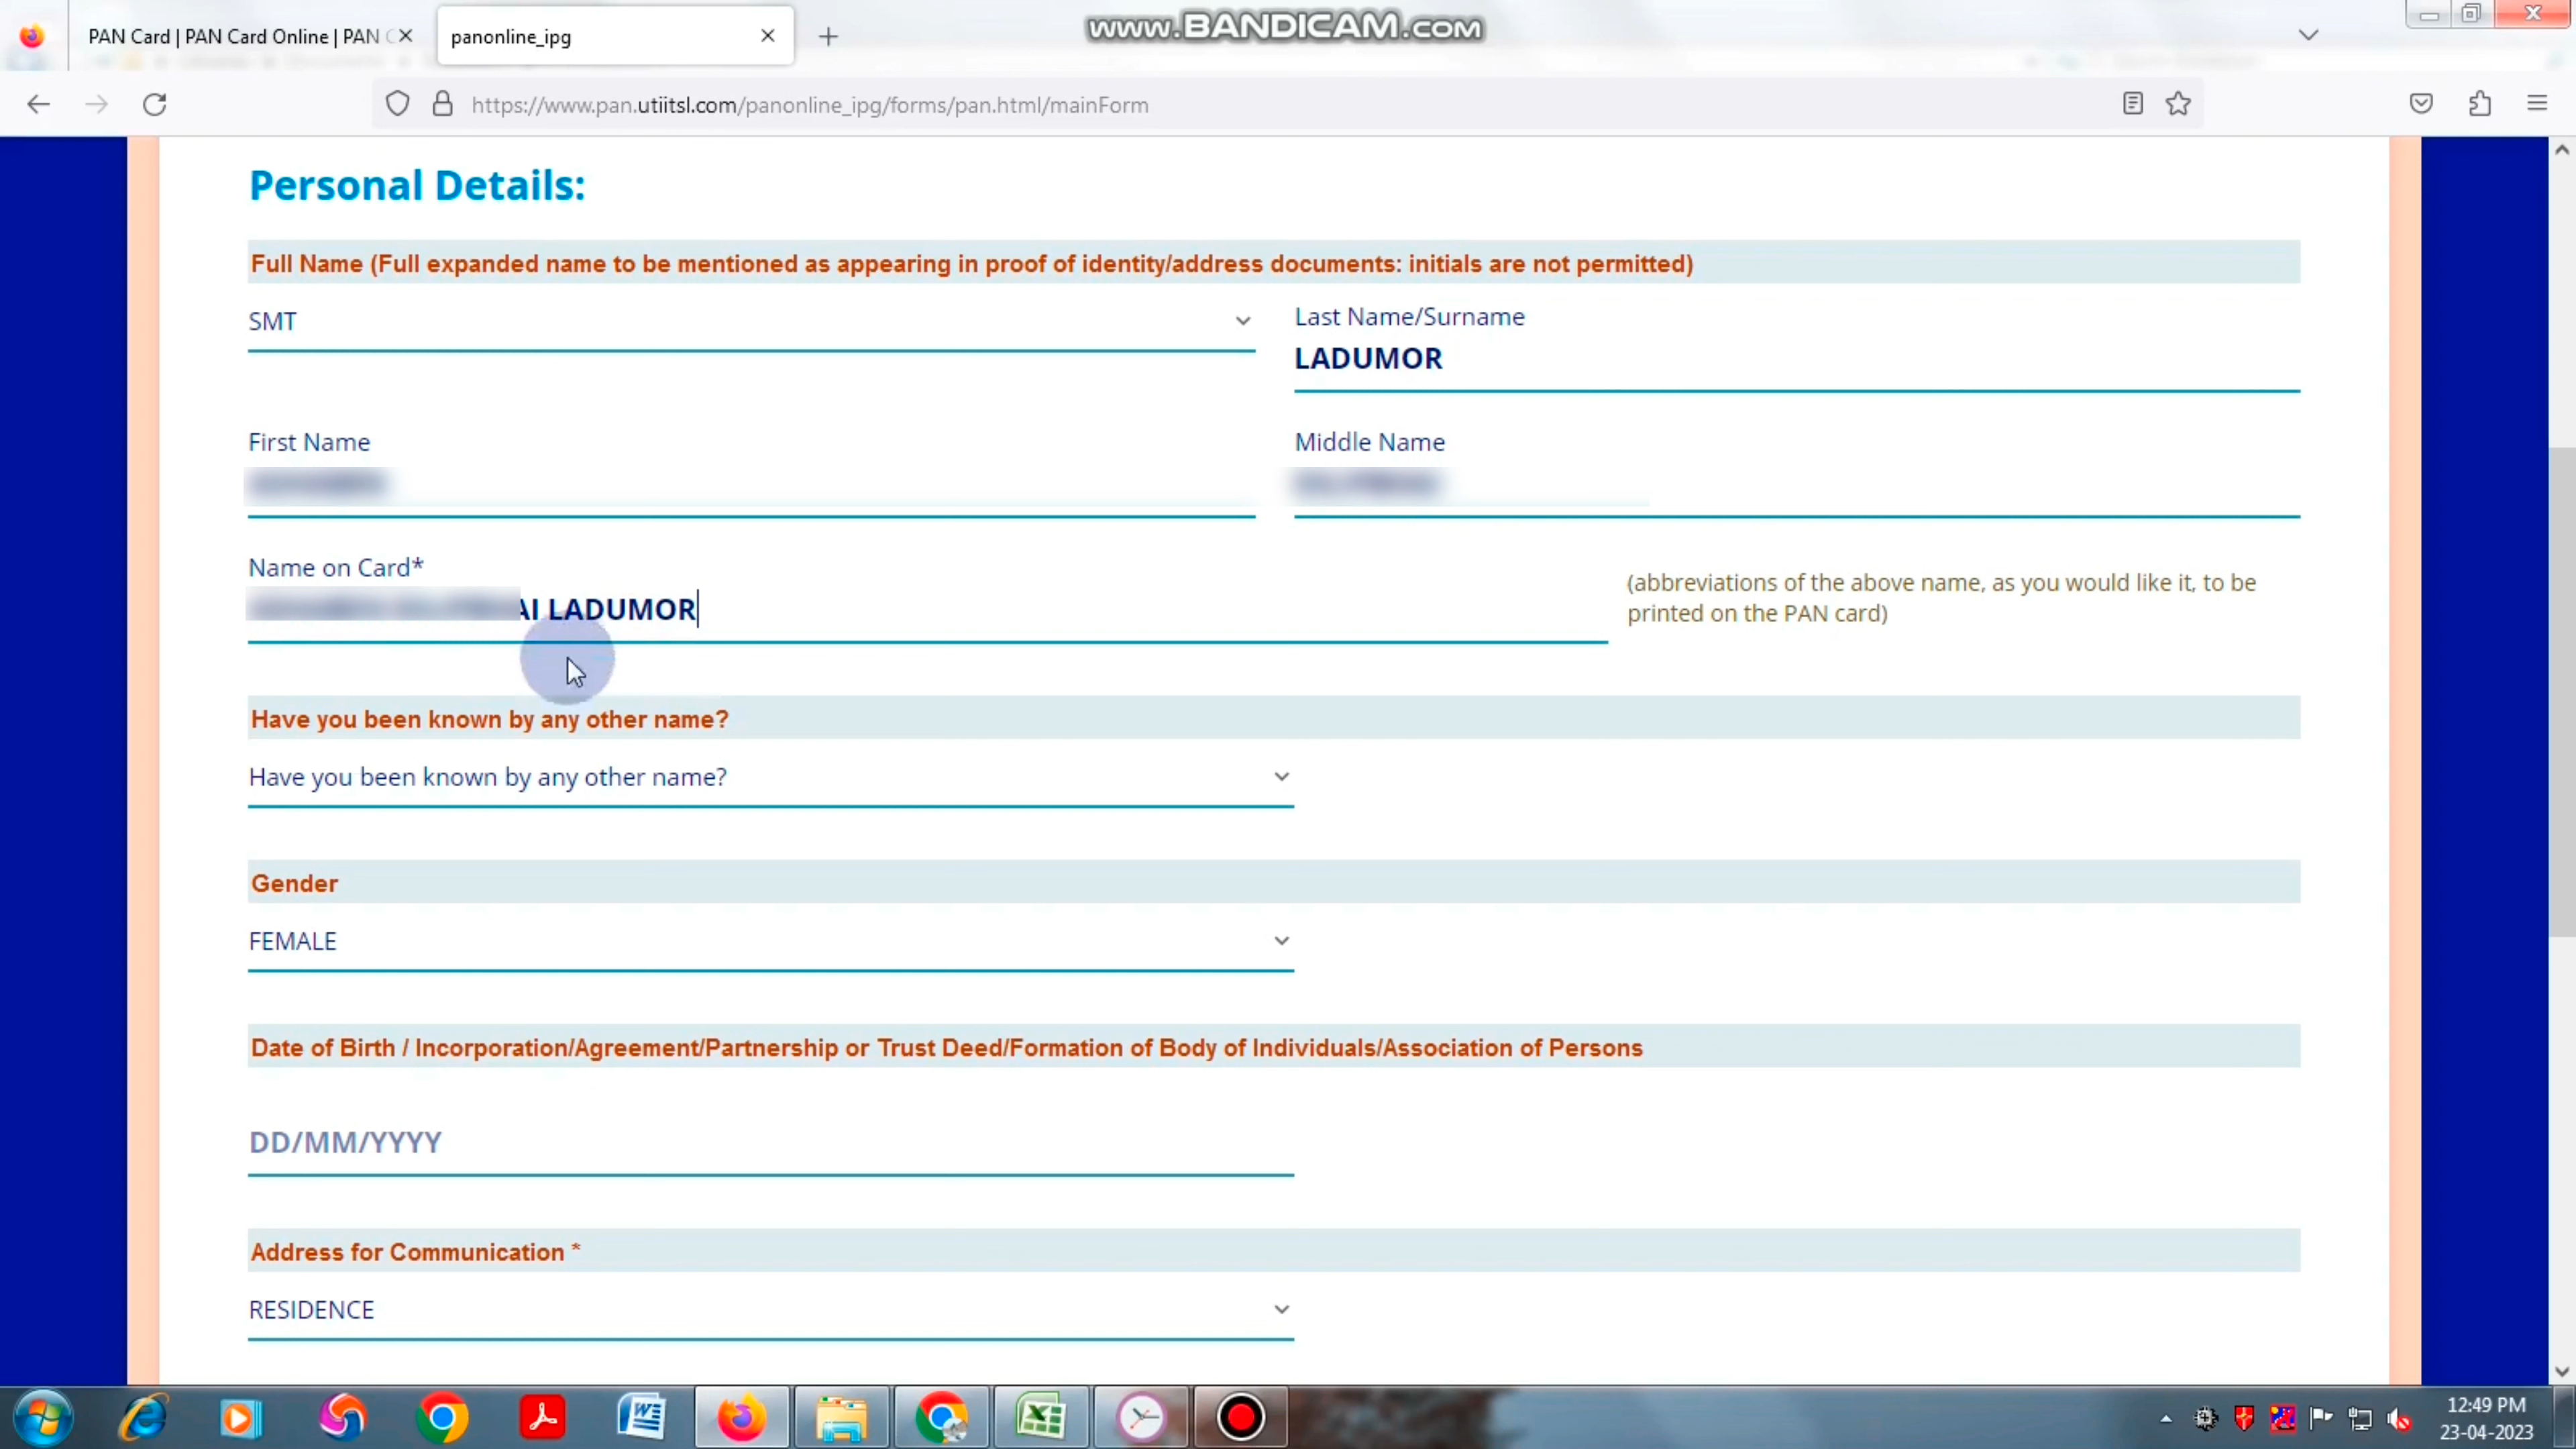 PAN Card | PAN Card Online | PAN C
panonline_ipg
www.BANDICAM.com
https://www.pan.utiitsl.com/panonline_ipg/forms/pan.html/mainForm
Personal Details:
Full Name (Full expanded name to be mentioned as appearing in proof of identity/address documents: initials are not permitted)
SMT
Last Name/Surname
LADUMOR
First Name
Middle Name
Name on Card*
AI LADUMOR
(abbreviations of the above name, as you would like it, to be
printed on the PAN card)
Have you been known by any other name?
Have you been known by any other name?
Gender
FEMALE
Date of Birth / Incorporation/Agreement/Partnership or Trust Deed/Formation of Body of Individuals/Association of Persons
DD/MM/YYYY
Address for Communication *
RESIDENCE
12:49 PM
23-04-2023